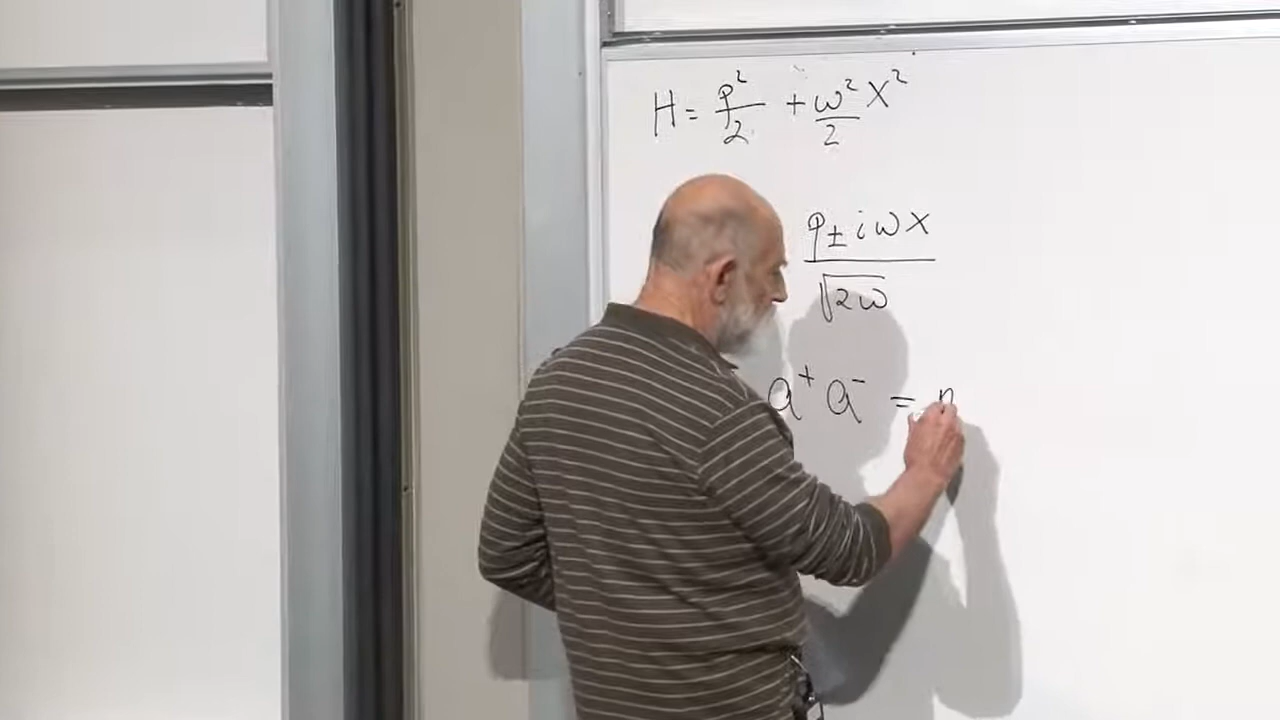 H = p²/2 + ω²/2 X²
p ± iωx / √2ω
a⁺ a⁻ = n